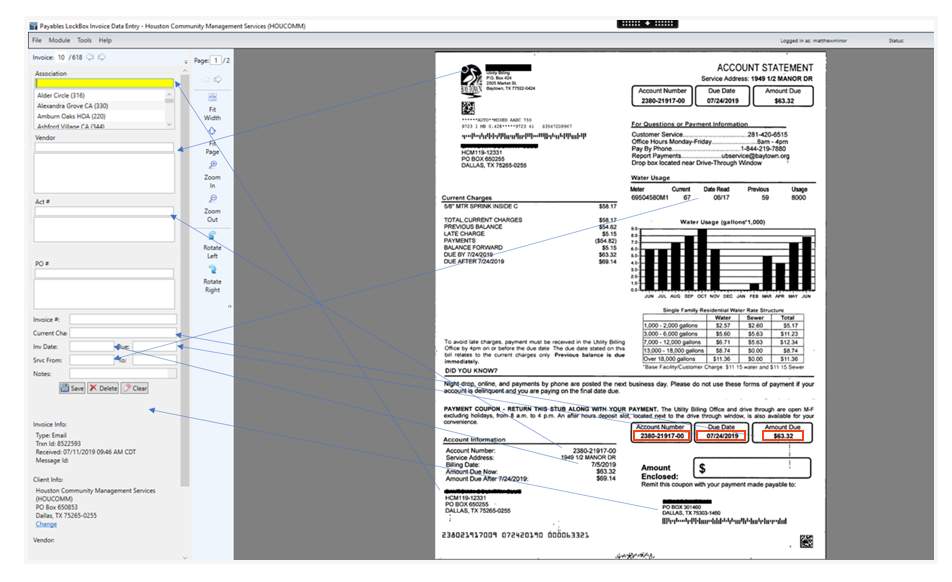 Payables LockBox Invoice Data Entry - Houston Community Management Services (HOUCOMM)
File Module Tools Help
Logged in as: matthewminor
Status:
Invoice: 10 /618
Page: 1 /2
Association
Alder Circle (316)
Alexandra Grove CA (330)
Amburn Oaks HOA (220)
Ashford Village CA (344)
Vendor
Act #
PO #
Invoice #:
Current Cha
Inv Date:
Due:
Srvc From:
To:
Notes:
Save Delete Clear
Invoice Info:
Type: Email
Tnn Id: 8522593
Received: 07/11/2019 09:46 AM CDT
Message Id:
Client Info:
Houston Community Management Services
(HOUCOMM)
PO Box 650853
Dallas, TX 75265-0255
Change
Vendor:
Fit
Width
Fit
Page
Zoom
In
Zoom
Out
Rotate
Left
Rotate
Right
BAYTOWN
Utility Billing
P.O. Box 424
2505 Market St.
Baytown, TX 77522-0424
HCM119-12331
PO BOX 650255
DALLAS, TX 75265-0255
ACCOUNT STATEMENT
Service Address: 1949 1/2 MANOR DR
Account Number Due Date Amount Due
2380-21917-00 07/24/2019 $63.32
For Questions or Payment Information
Customer Service 281-420-6515
Office Hours Monday-Friday 8am - 4pm
Pay By Phone 1-844-219-7880
Report Payments ubservice@baytown.org
Drop box located near Drive-Through Window
Water Usage
Meter Current Date Read Previous Usage
69504580M1 67 06/17 59 8000
Current Charges
5/8" MTR SPRINK INSIDE C $58.17
TOTAL CURRENT CHARGES $58.17
PREVIOUS BALANCE $54.82
LATE CHARGE $5.15
PAYMENTS ($54.82)
BALANCE FORWARD $5.15
DUE BY 7/24/2019 $63.32
DUE AFTER 7/24/2019 $69.14
Water Usage (gallons*1,000)
9.0
8.0
7.0
6.0
5.0
4.0
3.0
2.0
1.0
0.0
JUN JUL AUG SEP OCT NOV DEC JAN FEB MAR APR MAY JUN
Single Family Residential Water Rate Structure
Water Sewer Total
1,000 - 2,000 gallons $2.57 $2.60 $5.17
3,000 - 6,000 gallons $5.60 $5.63 $11.23
7,000 - 12,000 gallons $6.71 $5.63 $12.34
13,000 - 18,000 gallons $8.74 $0.00 $8.74
Over 18,000 gallons $11.36 $0.00 $11.36
*Base Facility/Customer Charge: $11.15 water and $11.15 Sewer
To avoid late charges, payment must be received in the Utility Billing
Office by 4pm on or before the due date. The due date stated on this
bill relates to the current charges only. Previous balance is due
immediately.
DID YOU KNOW?
Night drop, online, and payments by phone are posted the next business day. Please do not use these forms of payment if your
account is delinquent and you are paying on the final due date.
PAYMENT COUPON - RETURN THIS STUB ALONG WITH YOUR PAYMENT. The Utility Billing Office and drive through are open M-F
excluding holidays, from 8 a.m. to 4 p.m. An after hours deposit slot, located next to the drive through window, is also available for your
convenience.
Account Number Due Date Amount Due
2380-21917-00 07/24/2019 $63.32
Account Information
Account Number: 2380-21917-00
Service Address: 1949 1/2 MANOR DR
Billing Date: 7/5/2019
Amount Due Now: $63.32
Amount Due After 7/24/2019: $69.14
Amount
Enclosed: $
Remit this coupon with your payment made payable to:
HCM119-12331
PO BOX 650255
DALLAS, TX 75265-0255
PO BOX 301460
DALLAS, TX 75303-1460
238021917009 072420190 000063321